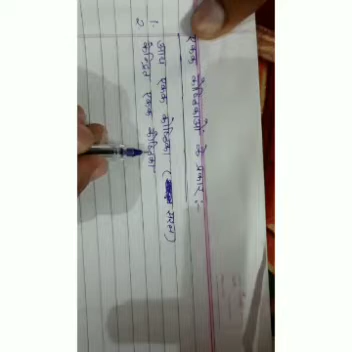 एकक कोष्ठिकाओं के प्रकार :-
1. आद्य एकक कोष्ठिका ( सरल )
2. केन्द्रित एकक कोष्ठिका